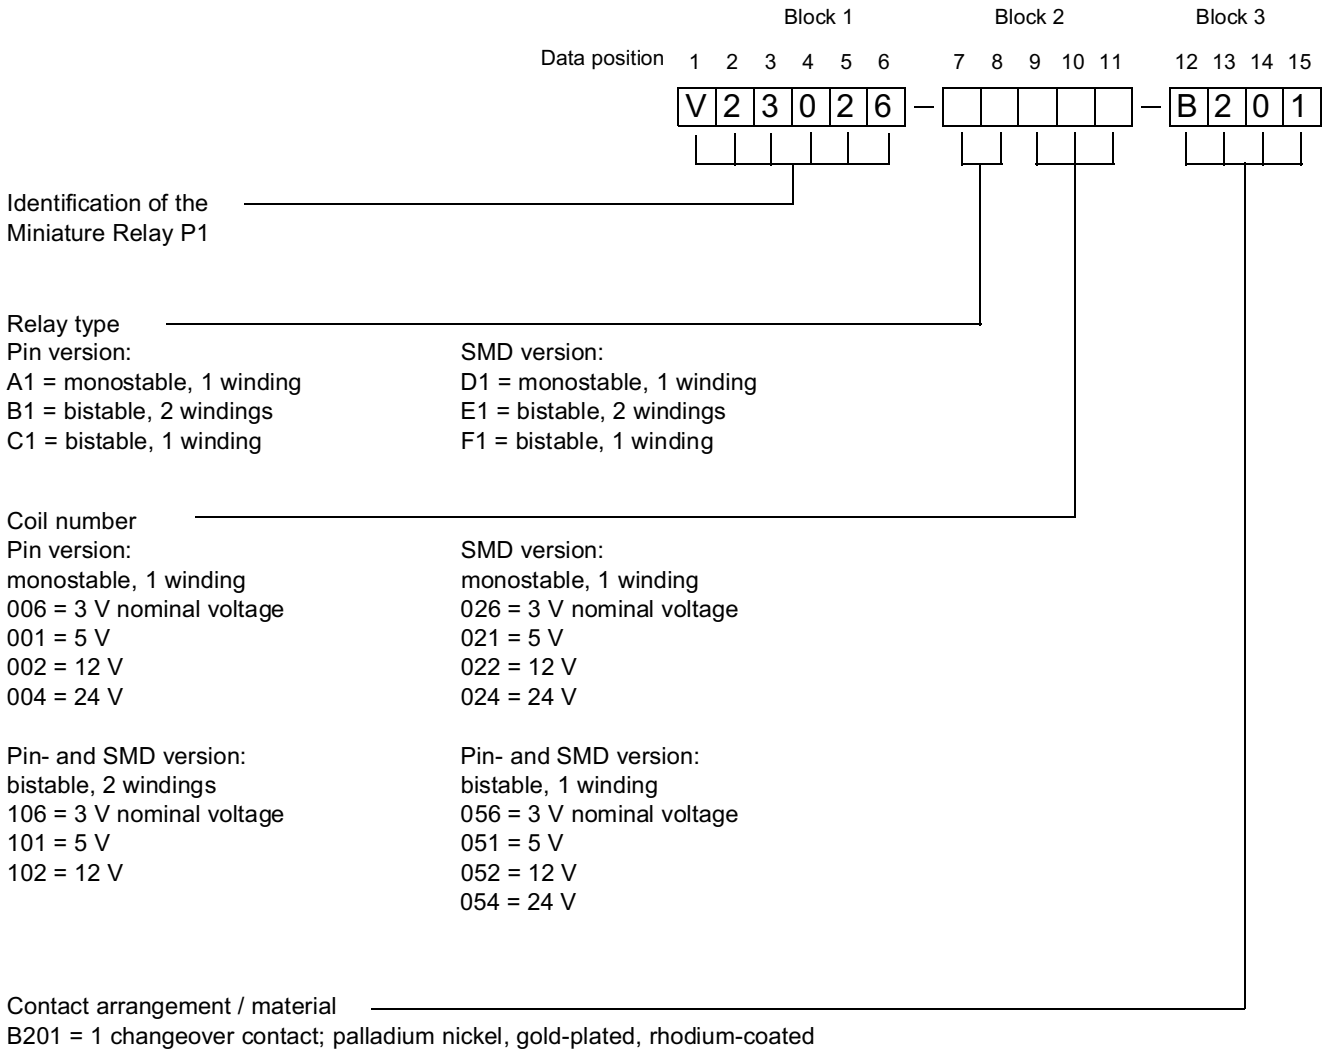 Block 1 Block 2 Block 3
Data position 1 2 3 4 5 6 7 8 9 10 11 12 13 14 15
V 2 3 0 2 6 – – B 2 0 1
Identification of the
Miniature Relay P1
Relay type
Pin version:
A1 = monostable, 1 winding
B1 = bistable, 2 windings
C1 = bistable, 1 winding
SMD version:
D1 = monostable, 1 winding
E1 = bistable, 2 windings
F1 = bistable, 1 winding
Coil number
Pin version:
monostable, 1 winding
006 = 3 V nominal voltage
001 = 5 V
002 = 12 V
004 = 24 V
SMD version:
monostable, 1 winding
026 = 3 V nominal voltage
021 = 5 V
022 = 12 V
024 = 24 V
Pin- and SMD version:
bistable, 2 windings
106 = 3 V nominal voltage
101 = 5 V
102 = 12 V
Pin- and SMD version:
bistable, 1 winding
056 = 3 V nominal voltage
051 = 5 V
052 = 12 V
054 = 24 V
Contact arrangement / material
B201 = 1 changeover contact; palladium nickel, gold-plated, rhodium-coated